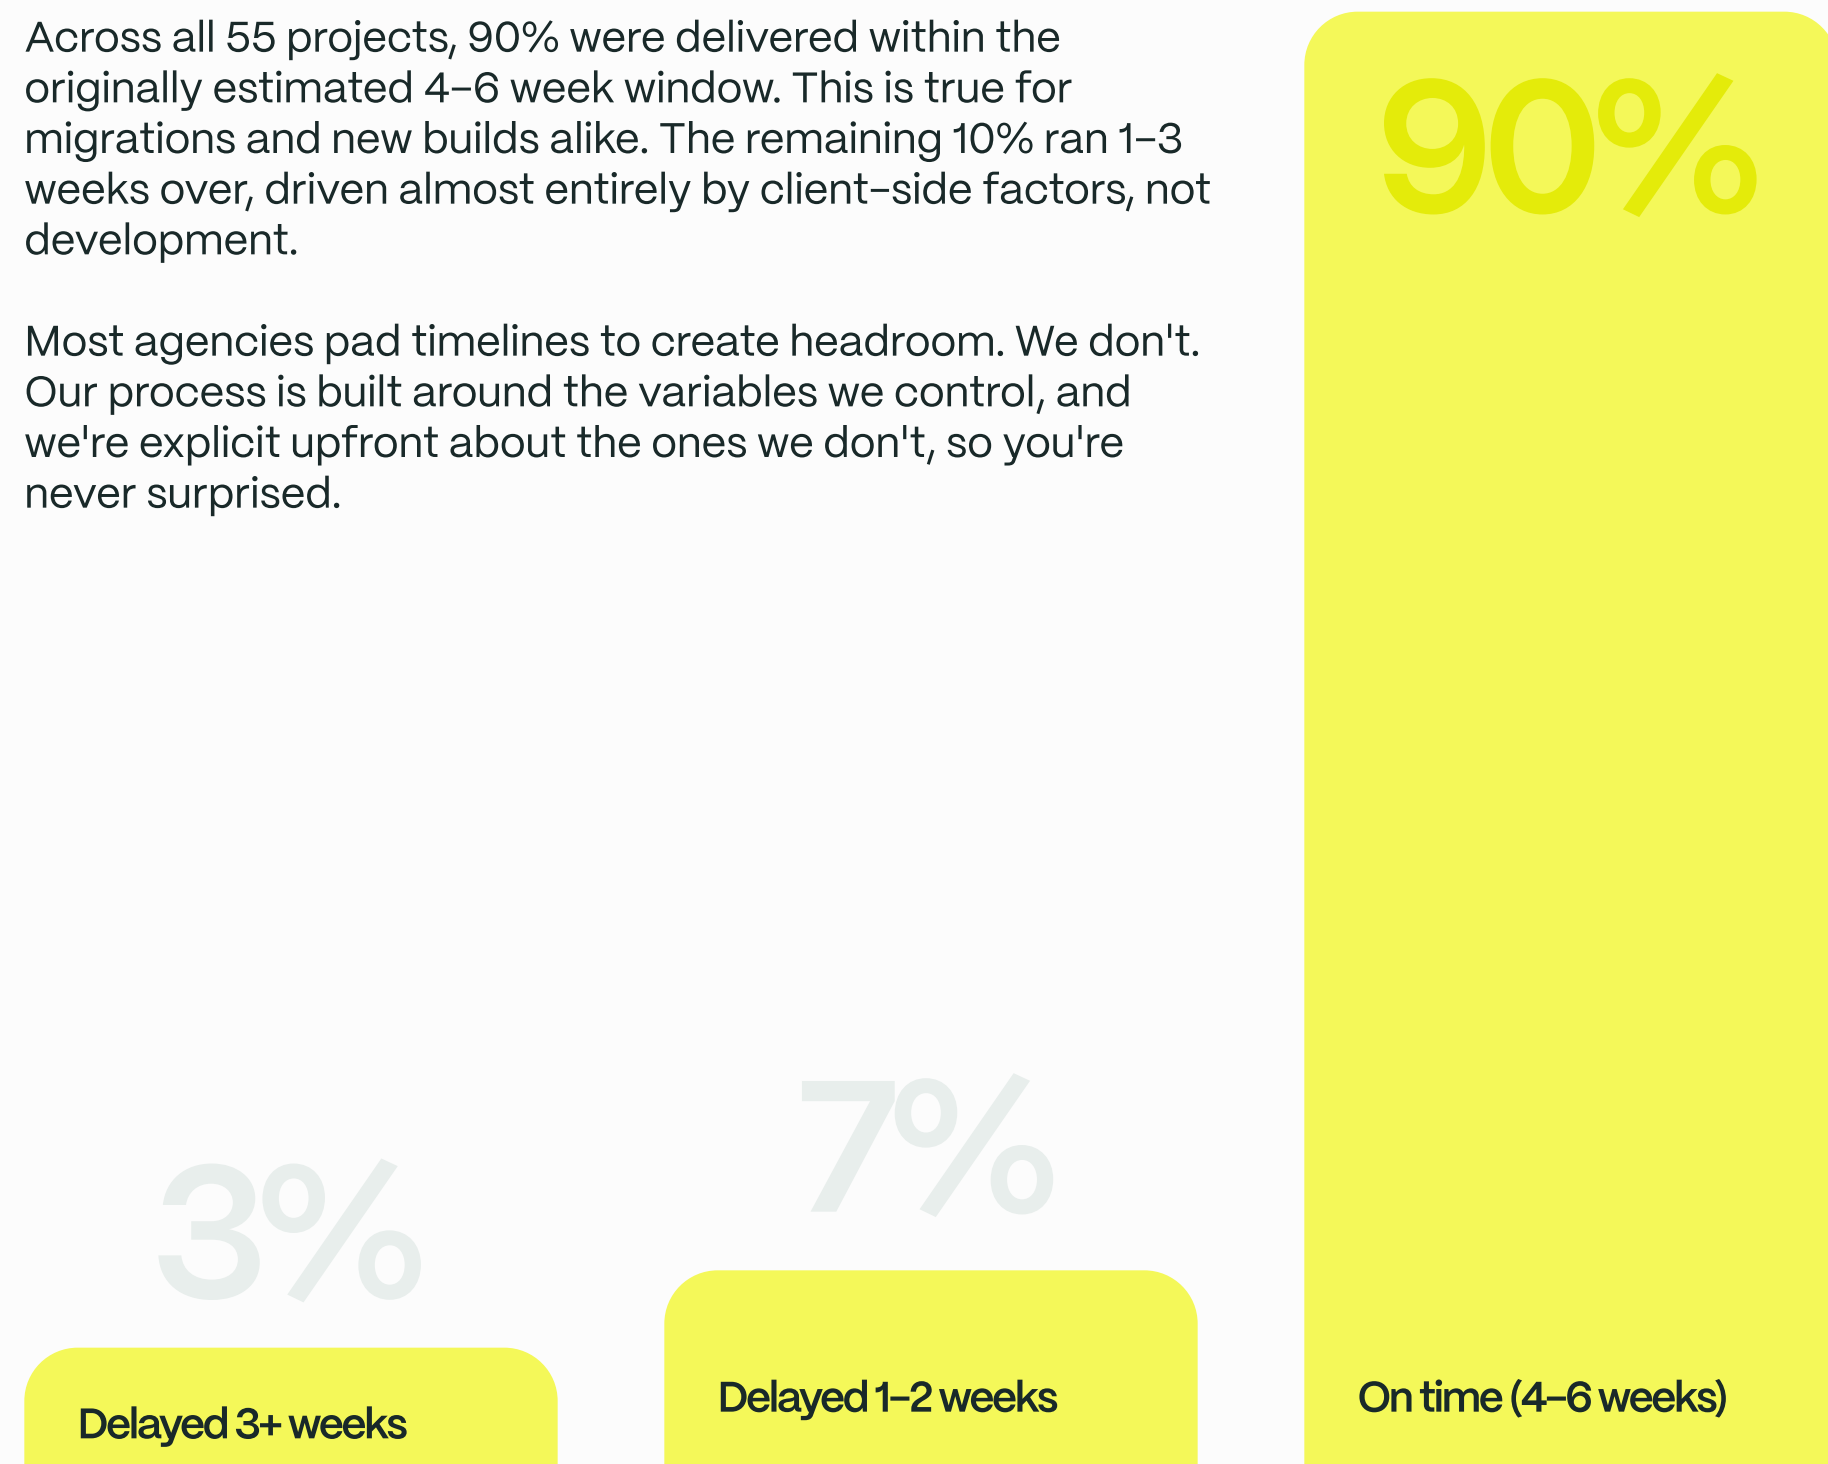 Across all 55 projects, 90% were delivered within the
originally estimated 4–6 week window. This is true for
migrations and new builds alike. The remaining 10% ran 1–3
weeks over, driven almost entirely by client-side factors, not
development.
Most agencies pad timelines to create headroom. We don't.
Our process is built around the variables we control, and
we're explicit upfront about the ones we don't, so you're
never surprised.
3%
Delayed 3+ weeks
7%
Delayed 1–2 weeks
90%
On time (4–6 weeks)